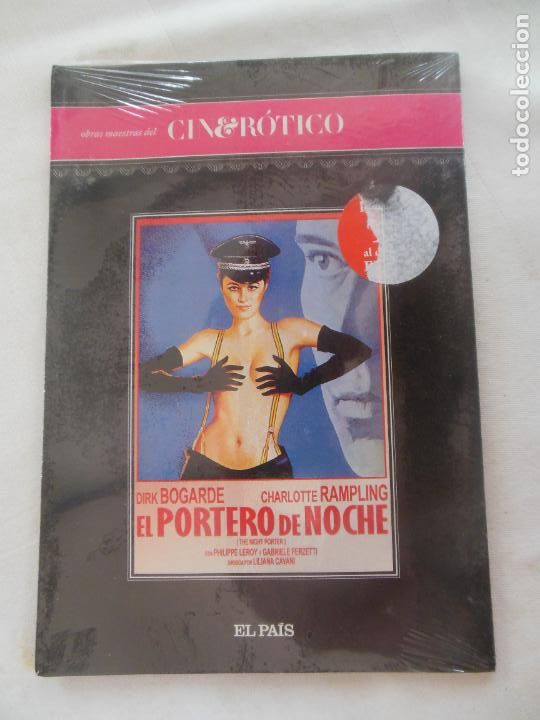 obras maestras del CIN&RÓTICO
al d
DIRK BOGARDE CHARLOTTE RAMPLING
EL PORTERO DE NOCHE
(THE NIGHT PORTER)
CON PHILIPPE LEROY Y GABRIELE FERZETTI
DIRIGIDA POR LILIANA CAVANI
EL PAÍS
todocoleccion